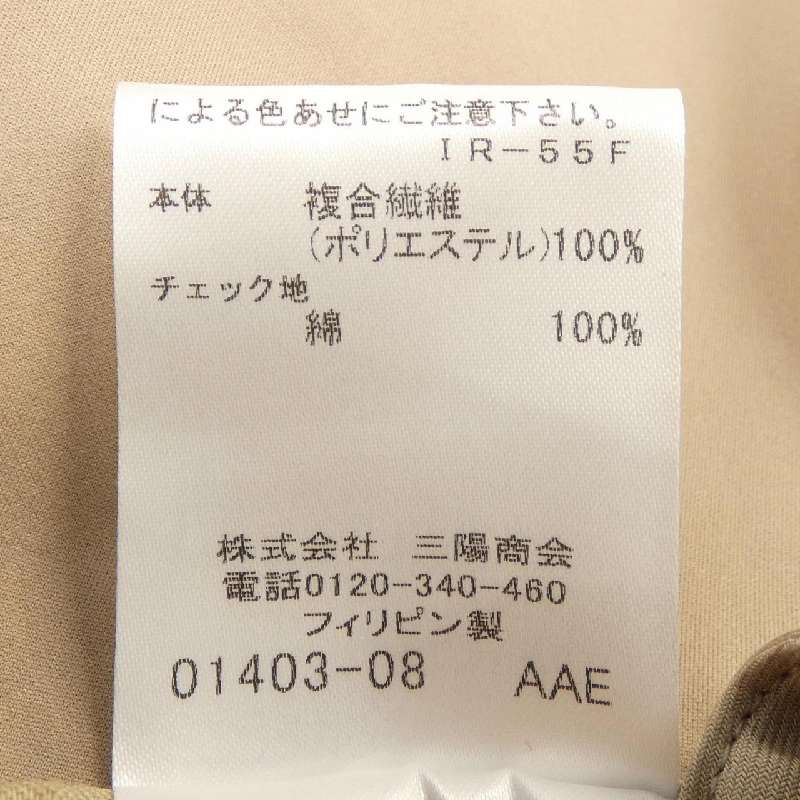 による色あせにご注意下さい。
ＩＲ－５５Ｆ
本体 複合繊維
(ポリエステル)100%
チェック地
綿 100%
株式会社 三陽商会
電話0120-340-460
フィリピン製
01403-08 AAE